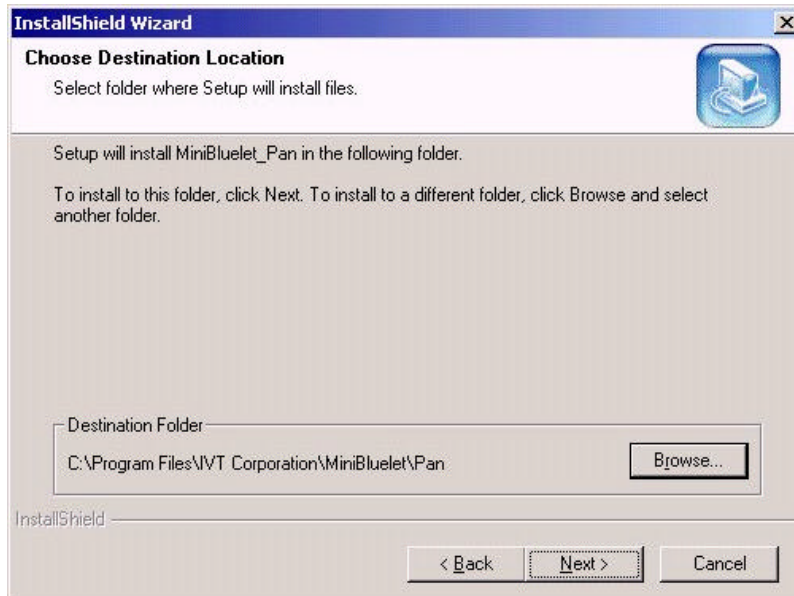 InstallShield Wizard
Choose Destination Location
Select folder where Setup will install files.
Setup will install MiniBluelet_Pan in the following folder.
To install to this folder, click Next. To install to a different folder, click Browse and select
another folder.
Destination Folder
C:\Program Files\IVT Corporation\MiniBluelet\Pan
Browse...
InstallShield
< Back
Next >
Cancel